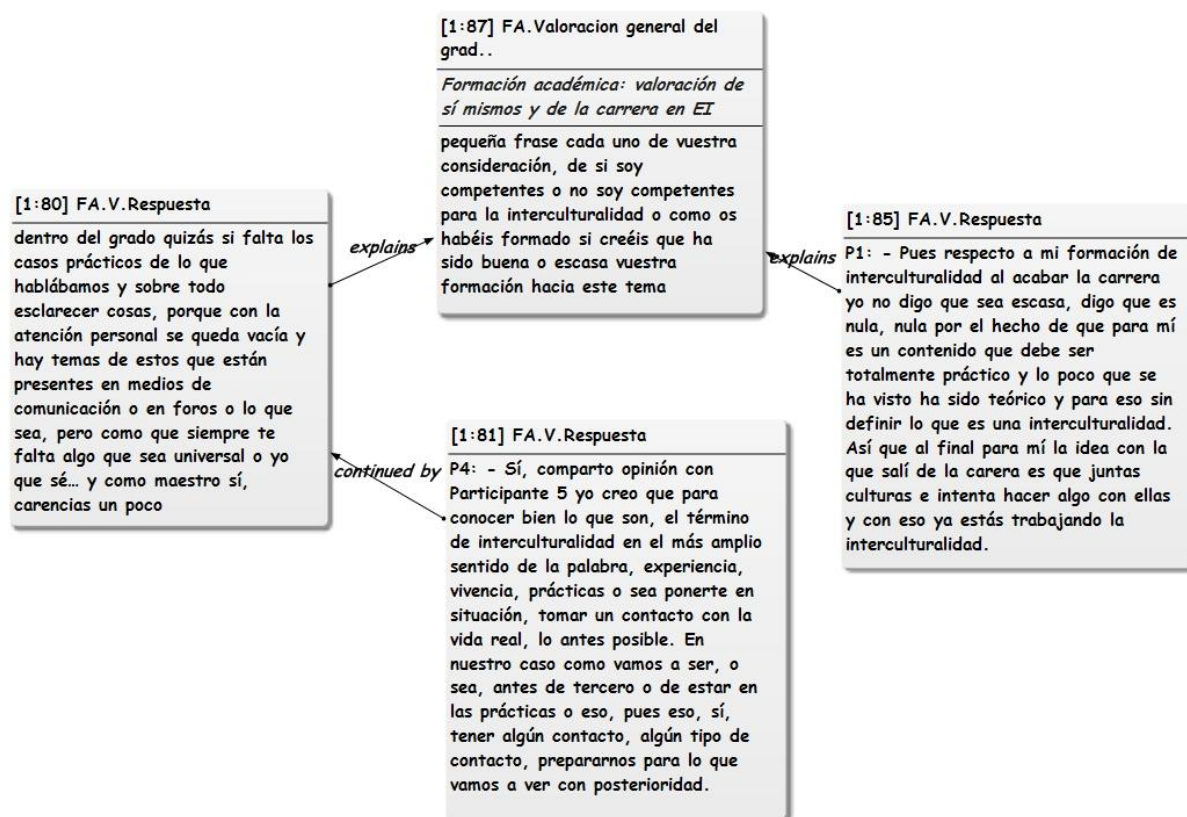 [1:87] FA.Valoracion general del
grad..
Formación académica: valoración de
sí mismos y de la carrera en EI
pequeña frase cada uno de vuestra
consideración, de si soy
competentes o no soy competentes
para la interculturalidad o como os
habéis formado si creéis que ha
sido buena o escasa vuestra
formación hacia este tema
[1:80] FA.V.Respuesta
dentro del grado quizás si falta los
casos prácticos de lo que
hablábamos y sobre todo
esclarecer cosas, porque con la
atención personal se queda vacía y
hay temas de estos que están
presentes en medios de
comunicación o en foros o lo que
sea, pero como que siempre te
falta algo que sea universal o yo
que sé... y como maestro sí,
carencias un poco
explains
explains
[1:85] FA.V.Respuesta
P1: - Pues respecto a mi formación de
interculturalidad al acabar la carrera
yo no digo que sea escasa, digo que es
nula, nula por el hecho de que para mí
es un contenido que debe ser
totalmente práctico y lo poco que se
ha visto ha sido teórico y para eso sin
definir lo que es una interculturalidad.
Así que al final para mí la idea con la
que salí de la carera es que juntas
culturas e intenta hacer algo con ellas
y con eso ya estás trabajando la
interculturalidad.
continued by
[1:81] FA.V.Respuesta
P4: - Sí, comparto opinión con
Participante 5 yo creo que para
conocer bien lo que son, el término
de interculturalidad en el más amplio
sentido de la palabra, experiencia,
vivencia, prácticas o sea ponerte en
situación, tomar un contacto con la
vida real, lo antes posible. En
nuestro caso como vamos a ser, o
sea, antes de tercero o de estar en
las prácticas o eso, pues eso, sí,
tener algún contacto, algún tipo de
contacto, prepararnos para lo que
vamos a ver con posterioridad.